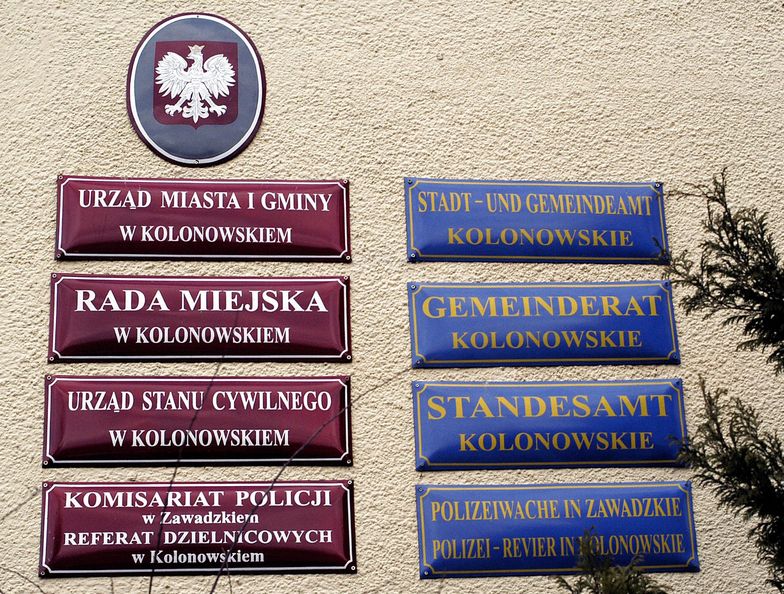 URZĄD MIASTA I GMINY
W KOLONOWSKIEM
RADA MIEJSKA
W KOLONOWSKIEM
URZĄD STANU CYWILNEGO
W KOLONOWSKIEM
KOMISARIAT POLICJI
w Zawadzkiem
REFERAT DZIELNICOWYCH
w Kolonowskiem
STADT - UND GEMEINDEAMT
KOLONOWSKIE
GEMEINDERAT
KOLONOWSKIE
STANDESAMT
KOLONOWSKIE
POLIZEIWACHE IN ZAWADZKIE
POLIZEI - REVIER IN KOLONOWSKIE